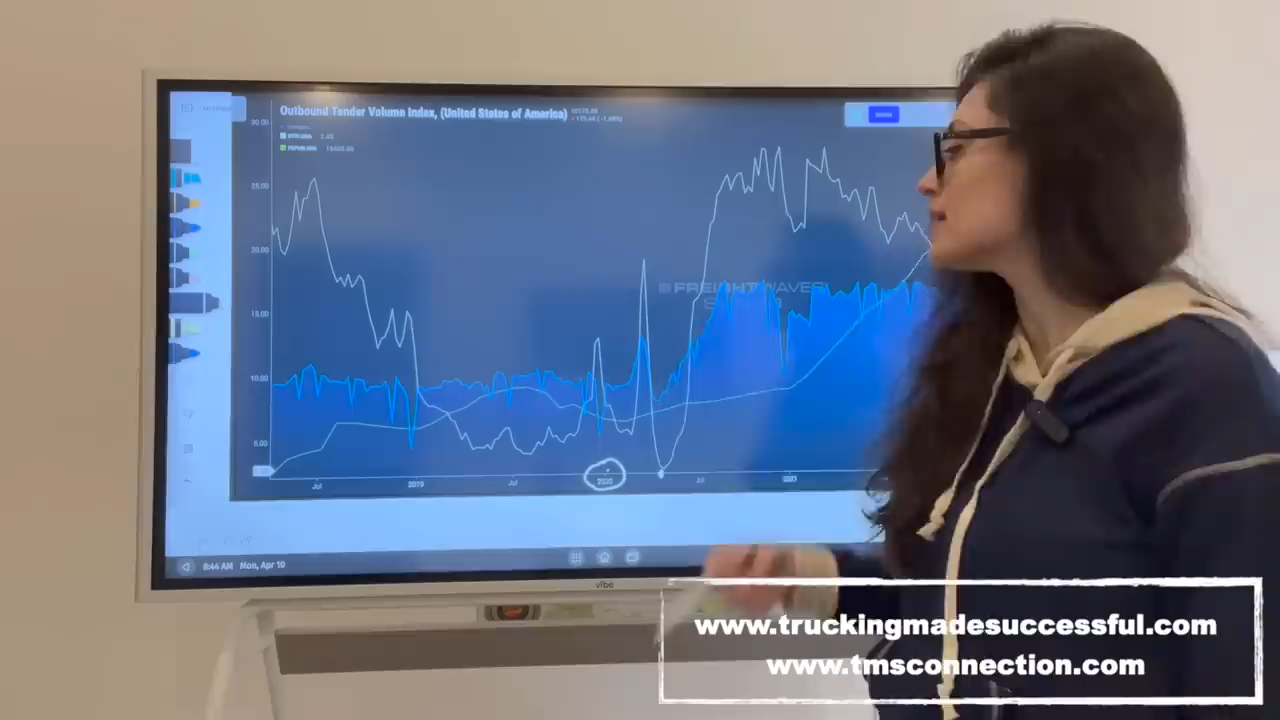 Outbound Tender Volume Index, (United States of America)
30.00
25.00
20.00
15.00
10.00
5.00
FREIGHTWAVES
Jul
2019
Jul
2020
Jul
8:44 AM Mon, Apr 10
vibe
www.truckingmadesuccessful.com
www.tmsconnection.com